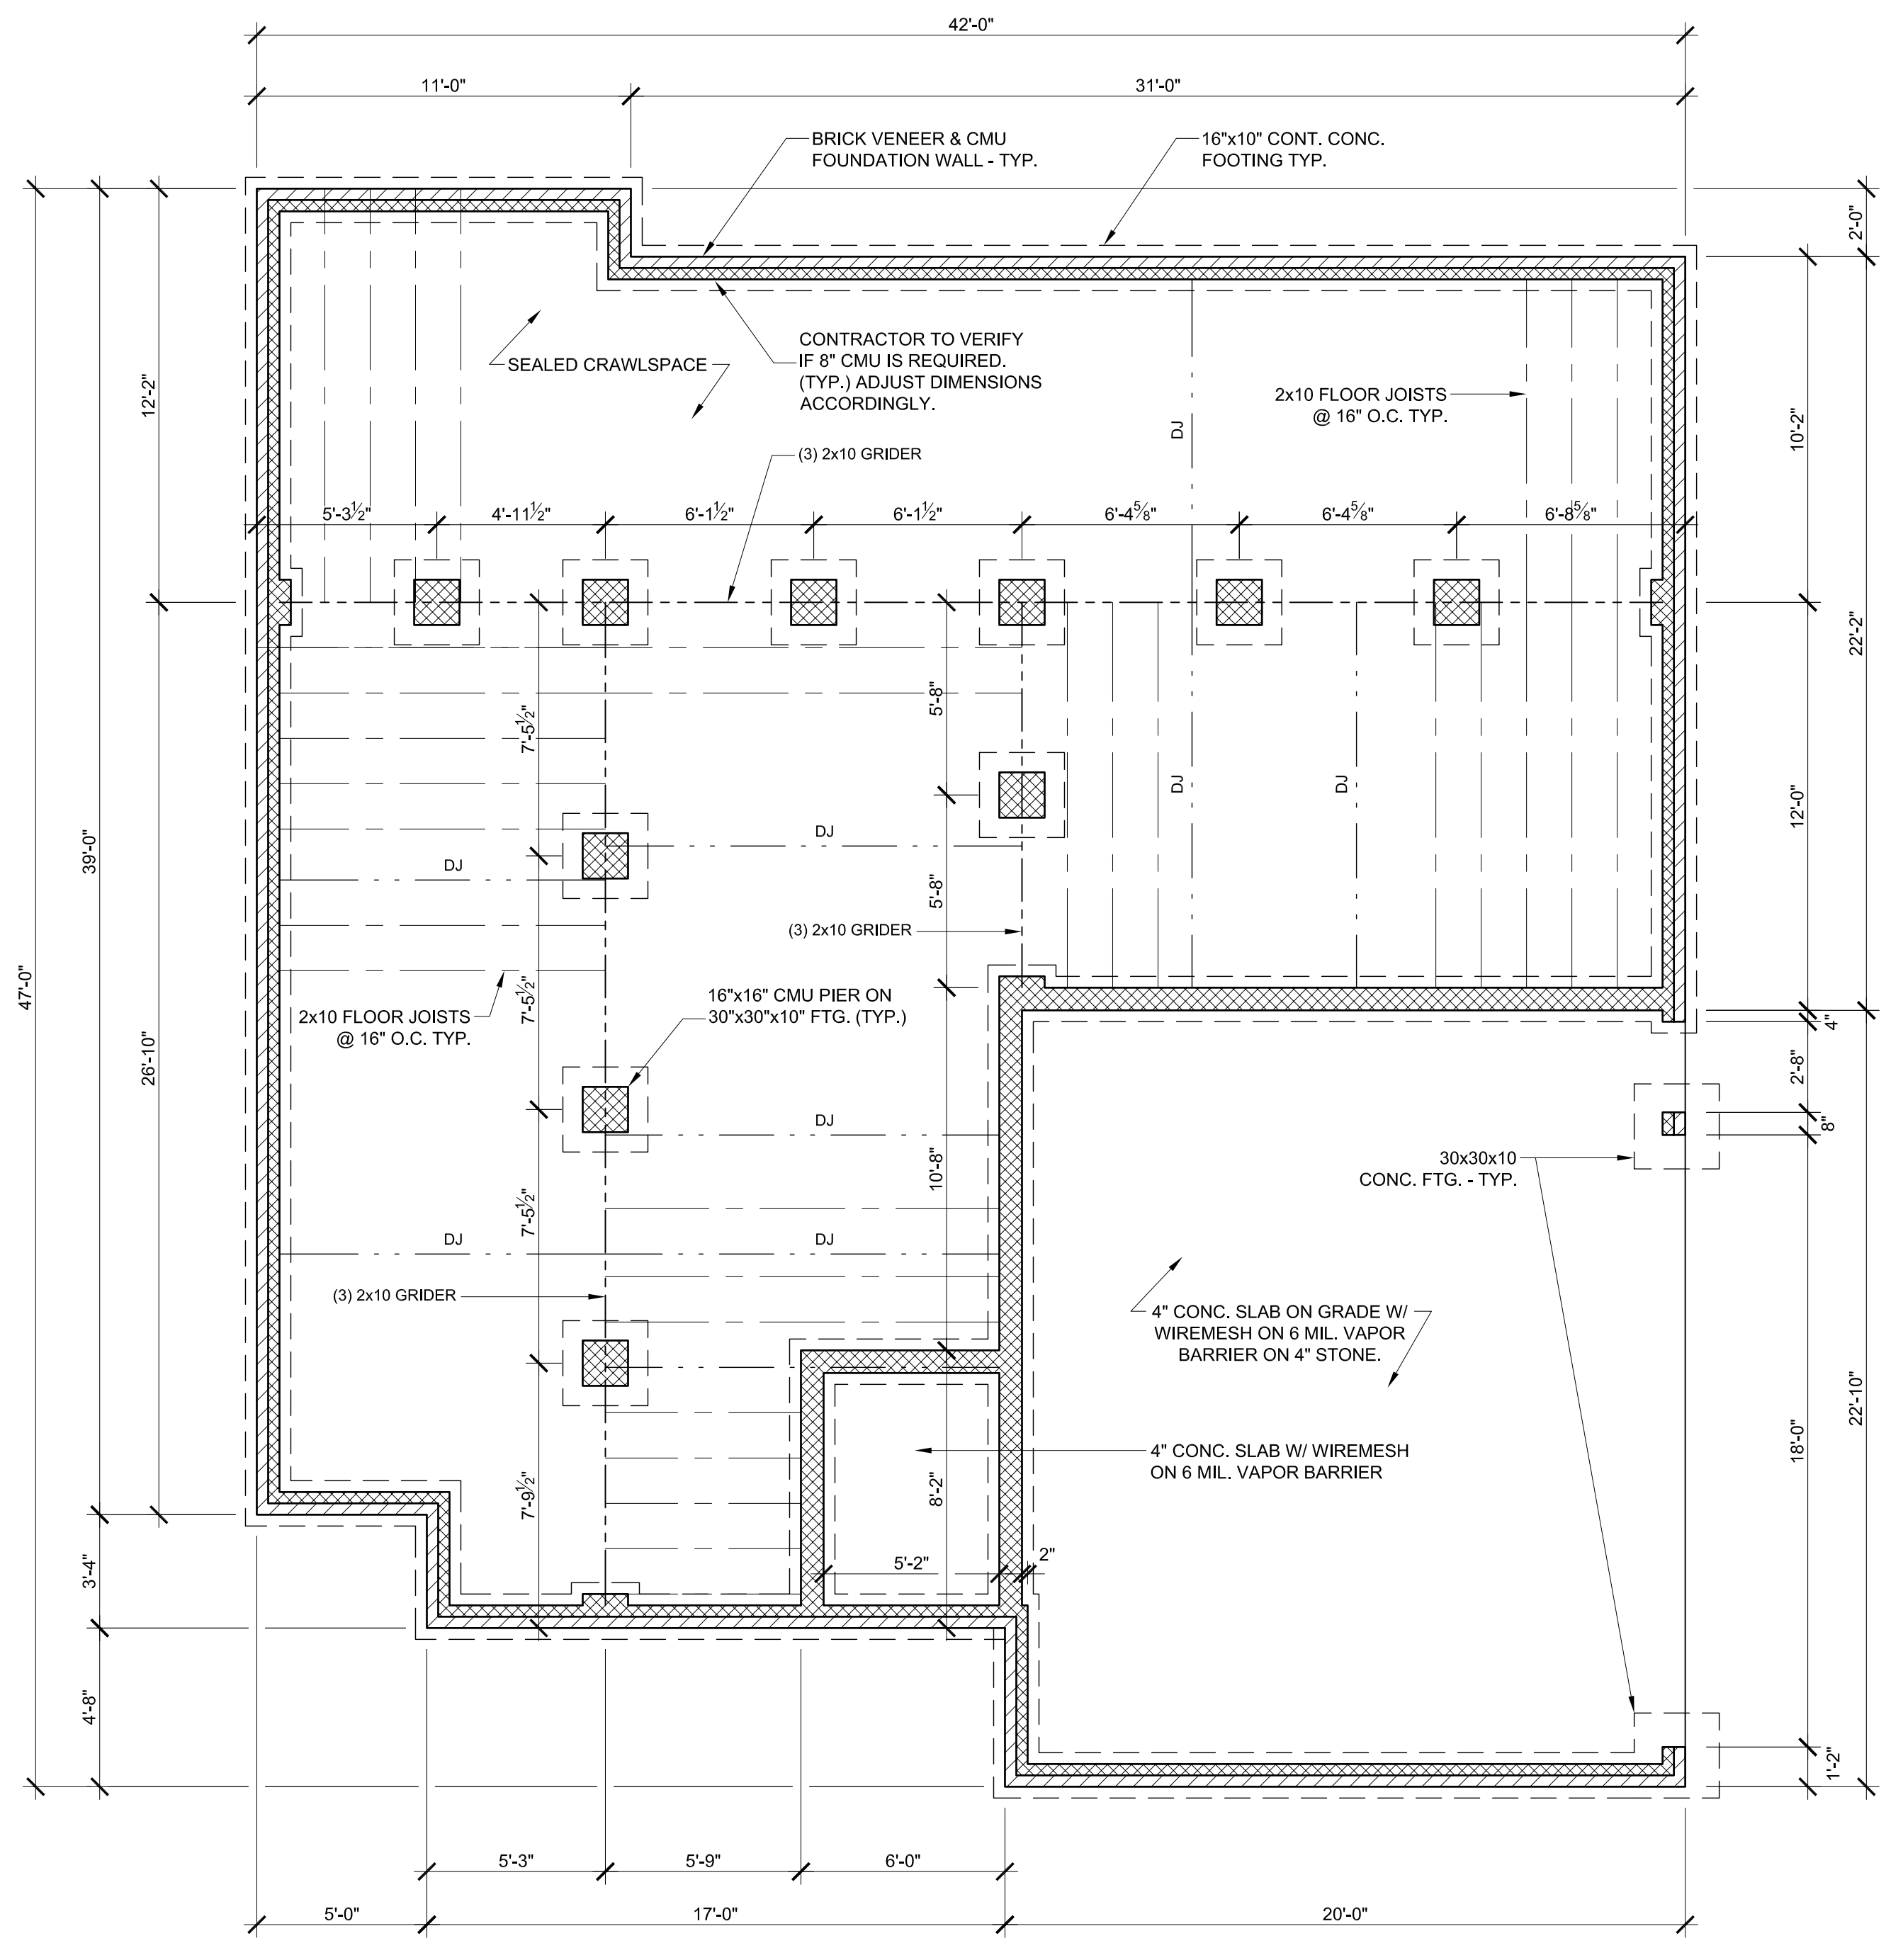 42'-0"
11'-0"
31'-0"
BRICK VENEER & CMU
FOUNDATION WALL - TYP.
16"x10" CONT. CONC.
FOOTING TYP.
2'-0"
12'-2"
SEALED CRAWLSPACE
CONTRACTOR TO VERIFY
IF 8" CMU IS REQUIRED.
(TYP.) ADJUST DIMENSIONS
ACCORDINGLY.
2x10 FLOOR JOISTS
@ 16" O.C. TYP.
DJ
10'-2"
(3) 2x10 GRIDER
5'-3½"
4'-11½"
6'-1½"
6'-1½"
6'-4⅝"
6'-4⅝"
6'-8⅝"
22'-2"
7'-5½"
5'-8"
DJ
DJ
12'-0"
39'-0"
DJ
DJ
5'-8"
(3) 2x10 GRIDER
47'-0"
7'-5½"
16"x16" CMU PIER ON
30"x30"x10" FTG. (TYP.)
2x10 FLOOR JOISTS
@ 16" O.C. TYP.
4"
26'-10"
2'-8"
DJ
8"
10'-8"
30x30x10
CONC. FTG. - TYP.
7'-5½"
DJ
DJ
(3) 2x10 GRIDER
4" CONC. SLAB ON GRADE W/
WIREMESH ON 6 MIL. VAPOR
BARRIER ON 4" STONE.
22'-10"
18'-0"
4" CONC. SLAB W/ WIREMESH
ON 6 MIL. VAPOR BARRIER
7'-9½"
8'-2"
5'-2"
2"
3'-4"
4'-8"
1'-2"
5'-3"
5'-9"
6'-0"
5'-0"
17'-0"
20'-0"